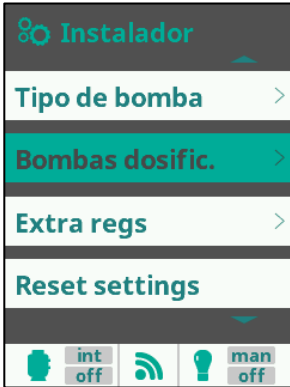 Instalador
Tipo de bomba
Bombas dosific.
Extra regs
Reset settings
int
off
man
off